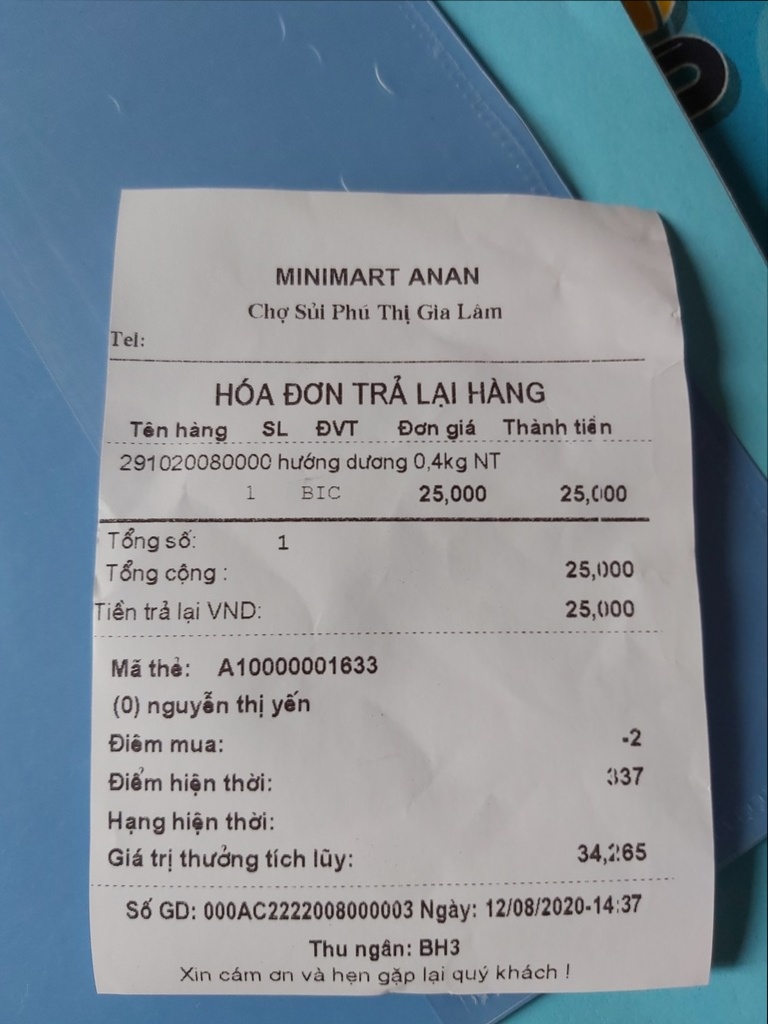 MINIMART ANAN
Chợ Sủi Phú Thị Gia Lâm
Tel:
HÓA ĐƠN TRẢ LẠI HÀNG
Tên hàng SL ĐVT Đơn giá Thành tiền
291020080000 hướng dương 0,4kg NT
1 BIC 25,000 25,000
Tổng số: 1
Tổng cộng : 25,000
Tiền trả lại VND: 25,000
Mã thẻ: A10000001633
(0) nguyễn thị yến
Điểm mua: -2
Điểm hiện thời: 337
Hạng hiện thời:
Giá trị thưởng tích lũy: 34,265
Số GD: 000AC2222008000003 Ngày: 12/08/2020-14:37
Thu ngân: BH3
Xin cám ơn và hẹn gặp lại quý khách !